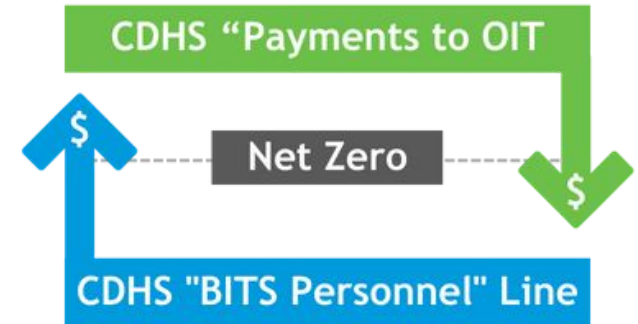 CDHS “Payments to OIT
$
Net Zero
$
CDHS "BITS Personnel" Line